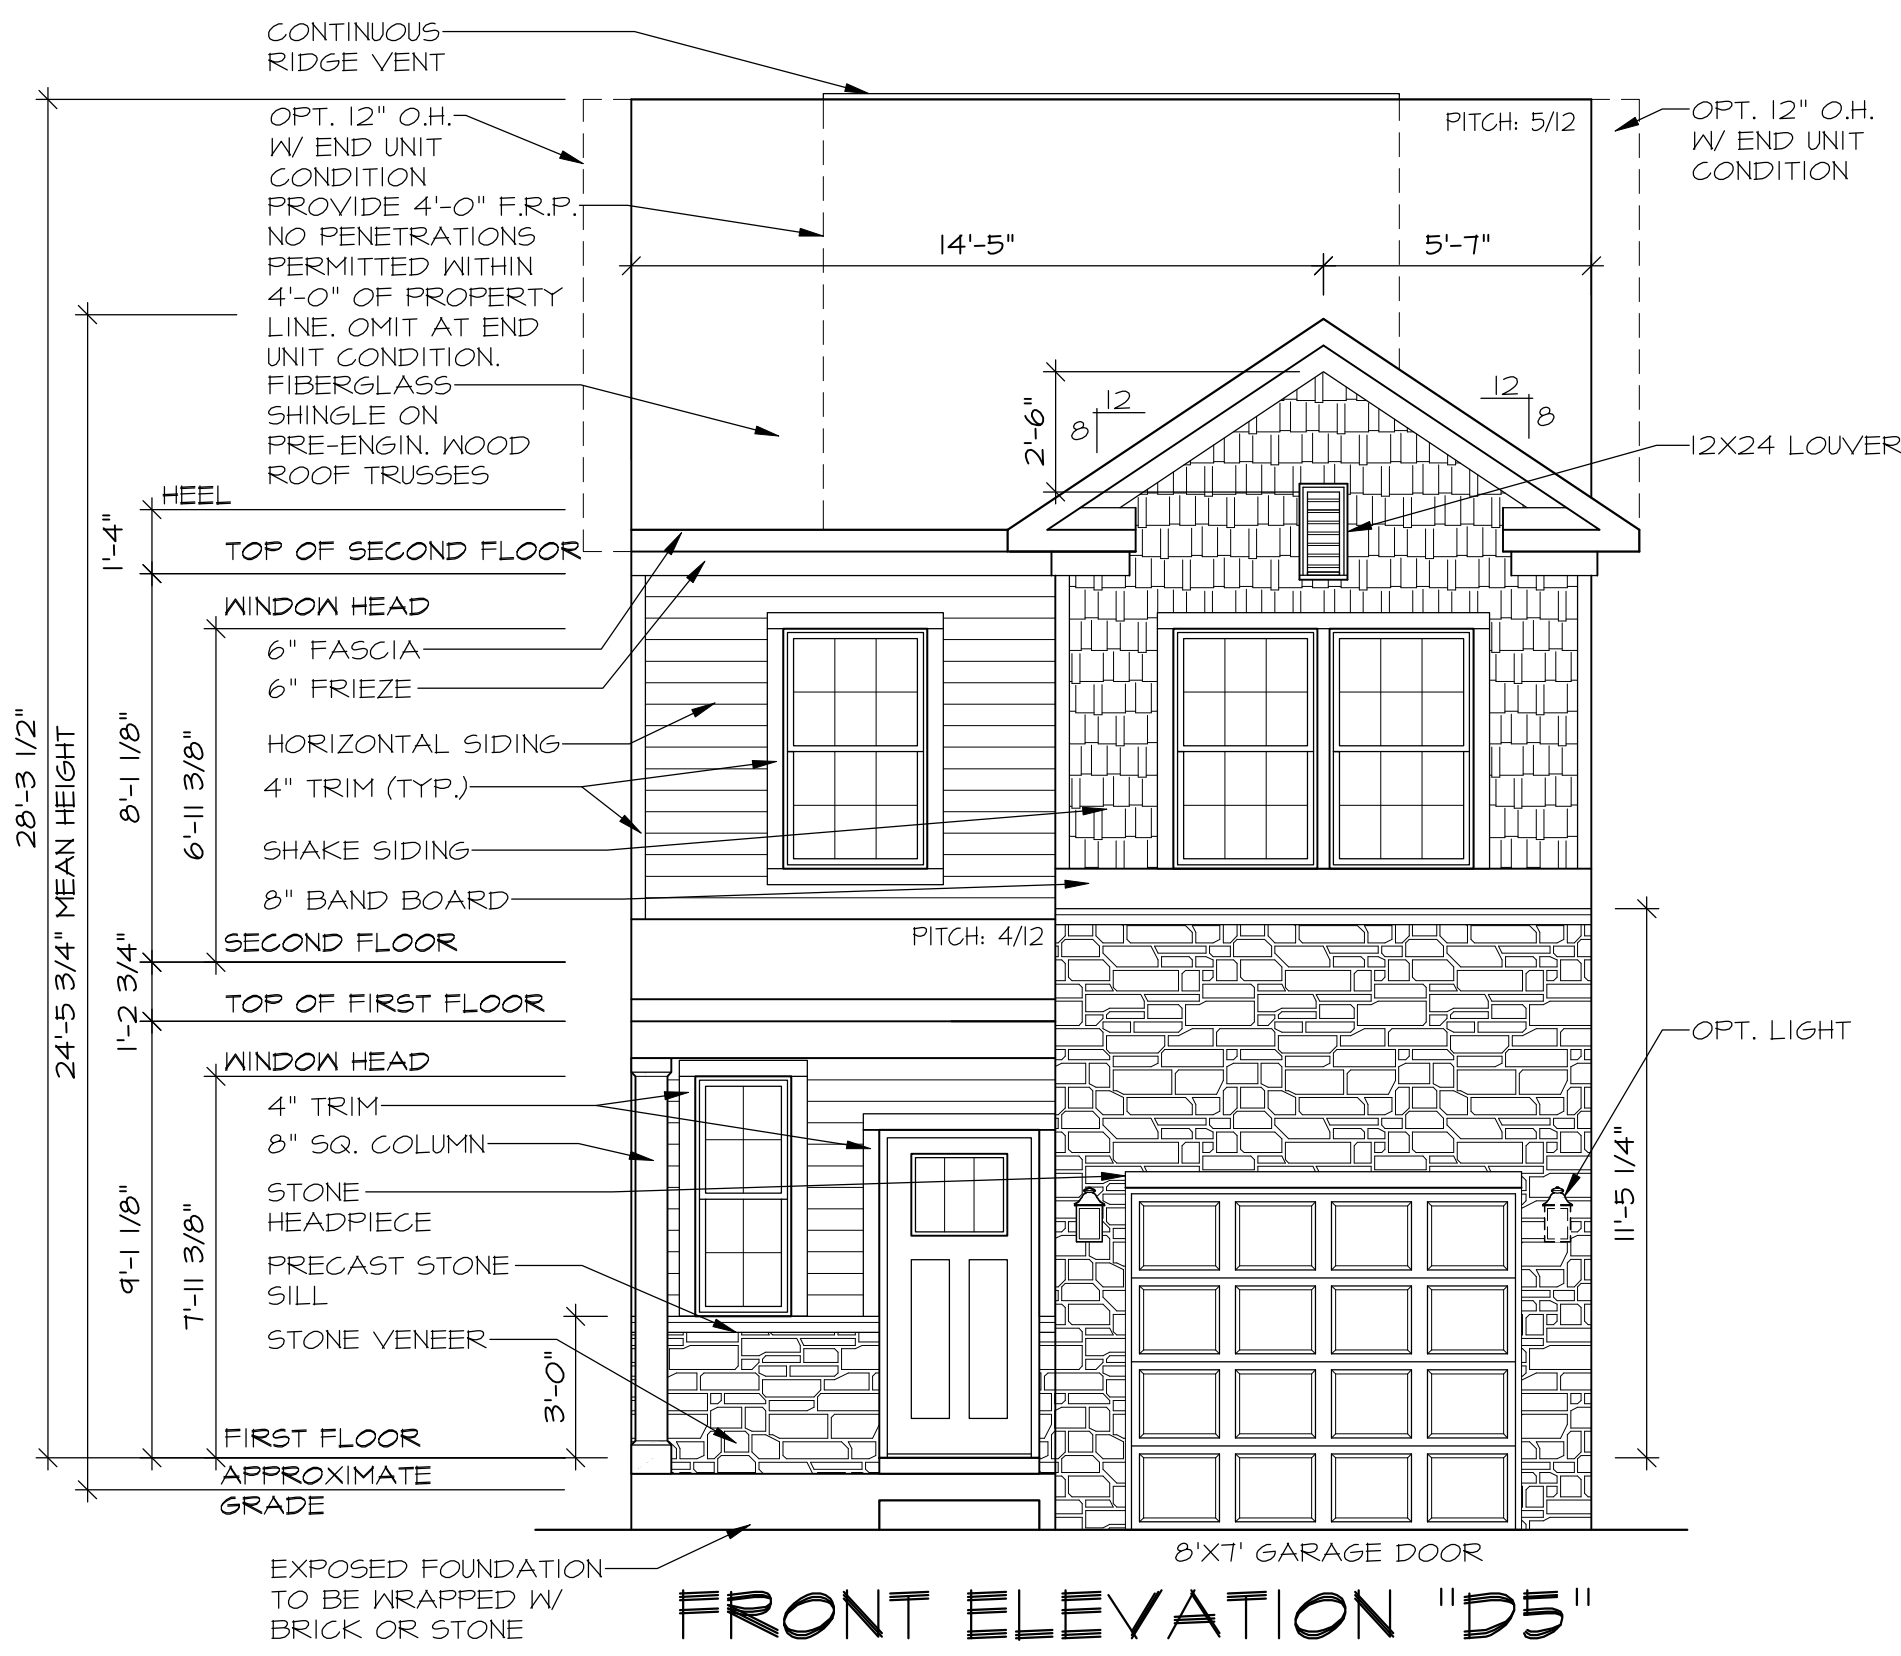 CONTINUOUS
RIDGE VENT
OPT. 12" O.H.
W/ END UNIT
CONDITION
PROVIDE 4'-0" F.R.P.
NO PENETRATIONS
PERMITTED WITHIN
4'-0" OF PROPERTY
LINE. OMIT AT END
UNIT CONDITION.
FIBERGLASS
SHINGLE ON
PRE-ENGIN. WOOD
ROOF TRUSSES
HEEL
TOP OF SECOND FLOOR
WINDOW HEAD
6" FASCIA
6" FRIEZE
HORIZONTAL SIDING
4" TRIM (TYP.)
SHAKE SIDING
8" BAND BOARD
SECOND FLOOR
TOP OF FIRST FLOOR
WINDOW HEAD
4" TRIM
8" SQ. COLUMN
STONE
HEADPIECE
PRECAST STONE
SILL
STONE VENEER
FIRST FLOOR
APPROXIMATE
GRADE
EXPOSED FOUNDATION
TO BE WRAPPED W/
BRICK OR STONE
28'-3 1/2"
24'-5 3/4" MEAN HEIGHT
1'-4"
8'-1 1/8"
1'-2 3/4"
9'-1 1/8"
6'-11 3/8"
7'-11 3/8"
3'-0"
PITCH: 5/12
14'-5"
5'-7"
2'-6"
12
8
12
8
PITCH: 4/12
OPT. 12" O.H.
W/ END UNIT
CONDITION
12X24 LOUVER
OPT. LIGHT
11'-5 1/4"
8'X7' GARAGE DOOR
FRONT ELEVATION "D5"